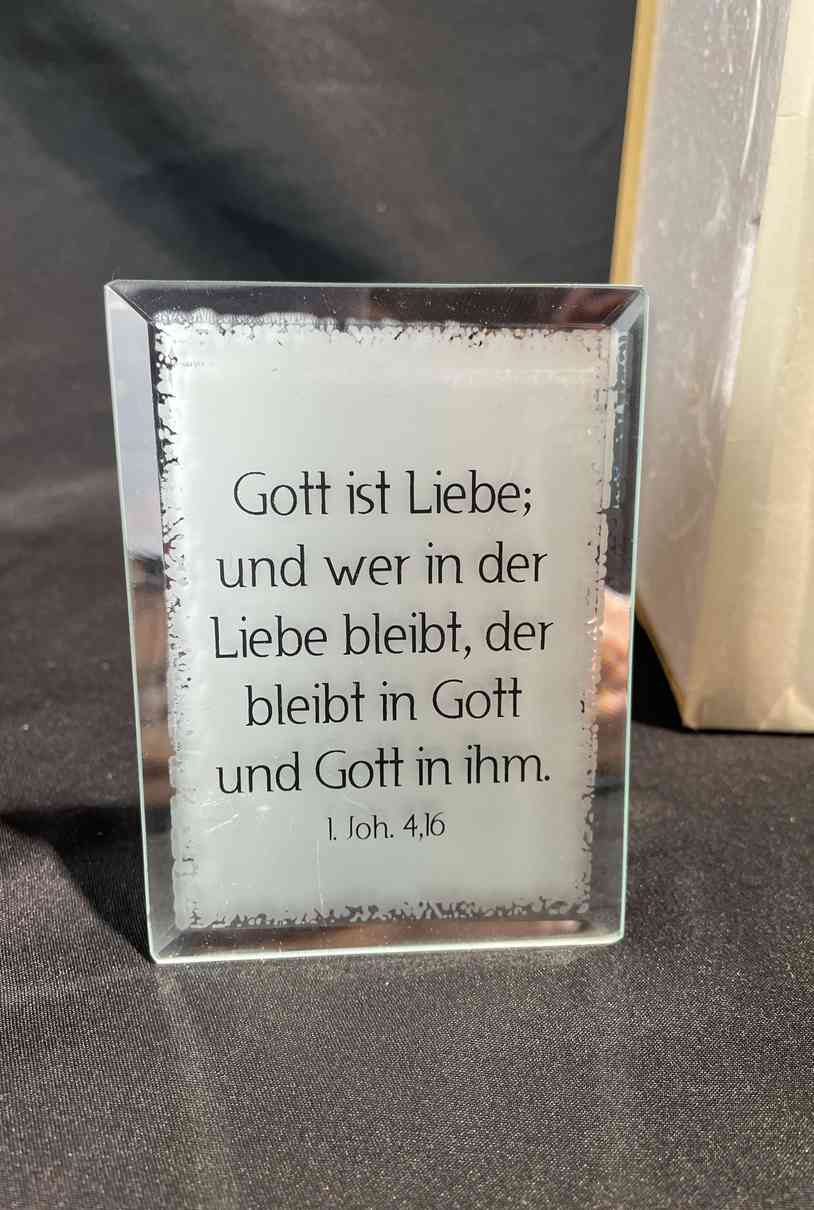 Gott ist Liebe;
und wer in der
Liebe bleibt, der
bleibt in Gott
und Gott in ihm.
1. Joh. 4,16